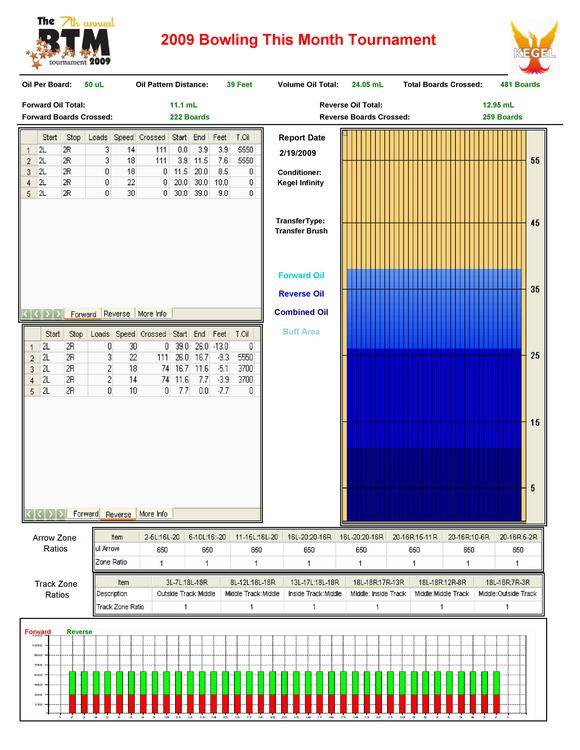 The 7th annual
BTM
tournament 2009
2009 Bowling This Month Tournament
KEGEL
Oil Per Board: 50 uL Oil Pattern Distance: 39 Feet Volume Oil Total: 24.05 mL Total Boards Crossed: 481 Boards
Forward Oil Total: 11.1 mL Reverse Oil Total: 12.95 mL
Forward Boards Crossed: 222 Boards Reverse Boards Crossed: 259 Boards
Start Stop Loads Speed Crossed Start End Feet T.Oil
1 2L 2R 3 14 111 0.0 3.9 3.9 5550
2 2L 2R 3 18 111 3.9 11.5 7.6 5550
3 2L 2R 0 18 0 11.5 20.0 8.5 0
4 2L 2R 0 22 0 20.0 30.0 10.0 0
5 2L 2R 0 30 0 30.0 39.0 9.0 0
Forward Reverse More Info
Start Stop Loads Speed Crossed Start End Feet T.Oil
1 2L 2R 0 30 0 39.0 26.0 -13.0 0
2 2L 2R 3 22 111 26.0 16.7 -9.3 5550
3 2L 2R 2 18 74 16.7 11.6 -5.1 3700
4 2L 2R 2 14 74 11.6 7.7 -3.9 3700
5 2L 2R 0 10 0 7.7 0.0 -7.7 0
Forward Reverse More Info
Report Date
2/19/2009
Conditioner:
Kegel Infinity
TransferType:
Transfer Brush
Forward Oil
Reverse Oil
Combined Oil
Buff Area
55
45
35
25
15
5
Arrow Zone Ratios
Item 2-5L:16L-20 6-10L:16-20 11-15L:16L-20 16L-20:20-16R 16L-20:20-16R 20-16R:15-11R 20-16R:10-6R 20-16R:5-2R
ul Arrow 650 650 650 650 650 650 650 650
Zone Ratio 1 1 1 1 1 1 1 1
Track Zone Ratios
Item 3L-7L:18L-18R 8L-12L:18L-18R 13L-17L:18L-18R 18L-18R:17R-13R 18L-18R:12R-8R 18L-18R:7R-3R
Description Outside Track:Middle Middle Track:Middle Inside Track:Middle Middle: Inside Track Middle:Middle Track Middle:Outside Track
Track Zone Ratio 1 1 1 1 1 1
Forward Reverse